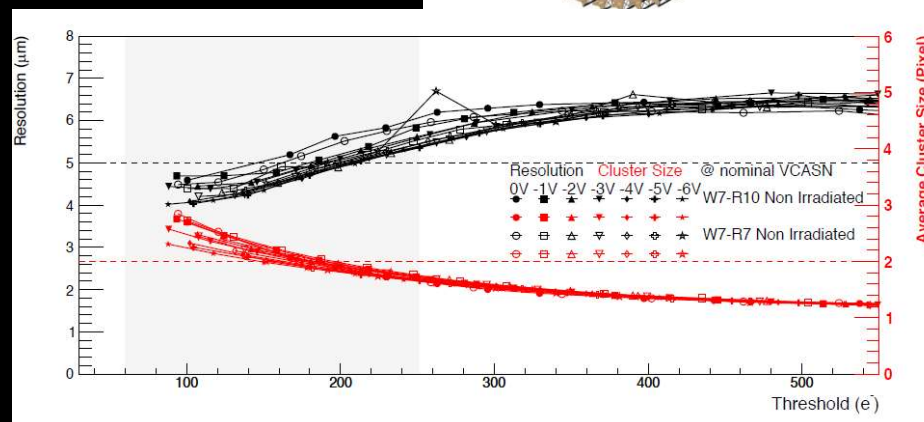 Resolution (μm)
Average Cluster Size (Pixel)
8
7
6
5
4
3
2
1
0
6
5
4
3
2
1
0
Resolution Cluster Size @ nominal VCASN
0V -1V -2V -3V -4V -5V -6V
W7-R10 Non Irradiated
W7-R7 Non Irradiated
100 200 300 400 500
Threshold (e⁻)